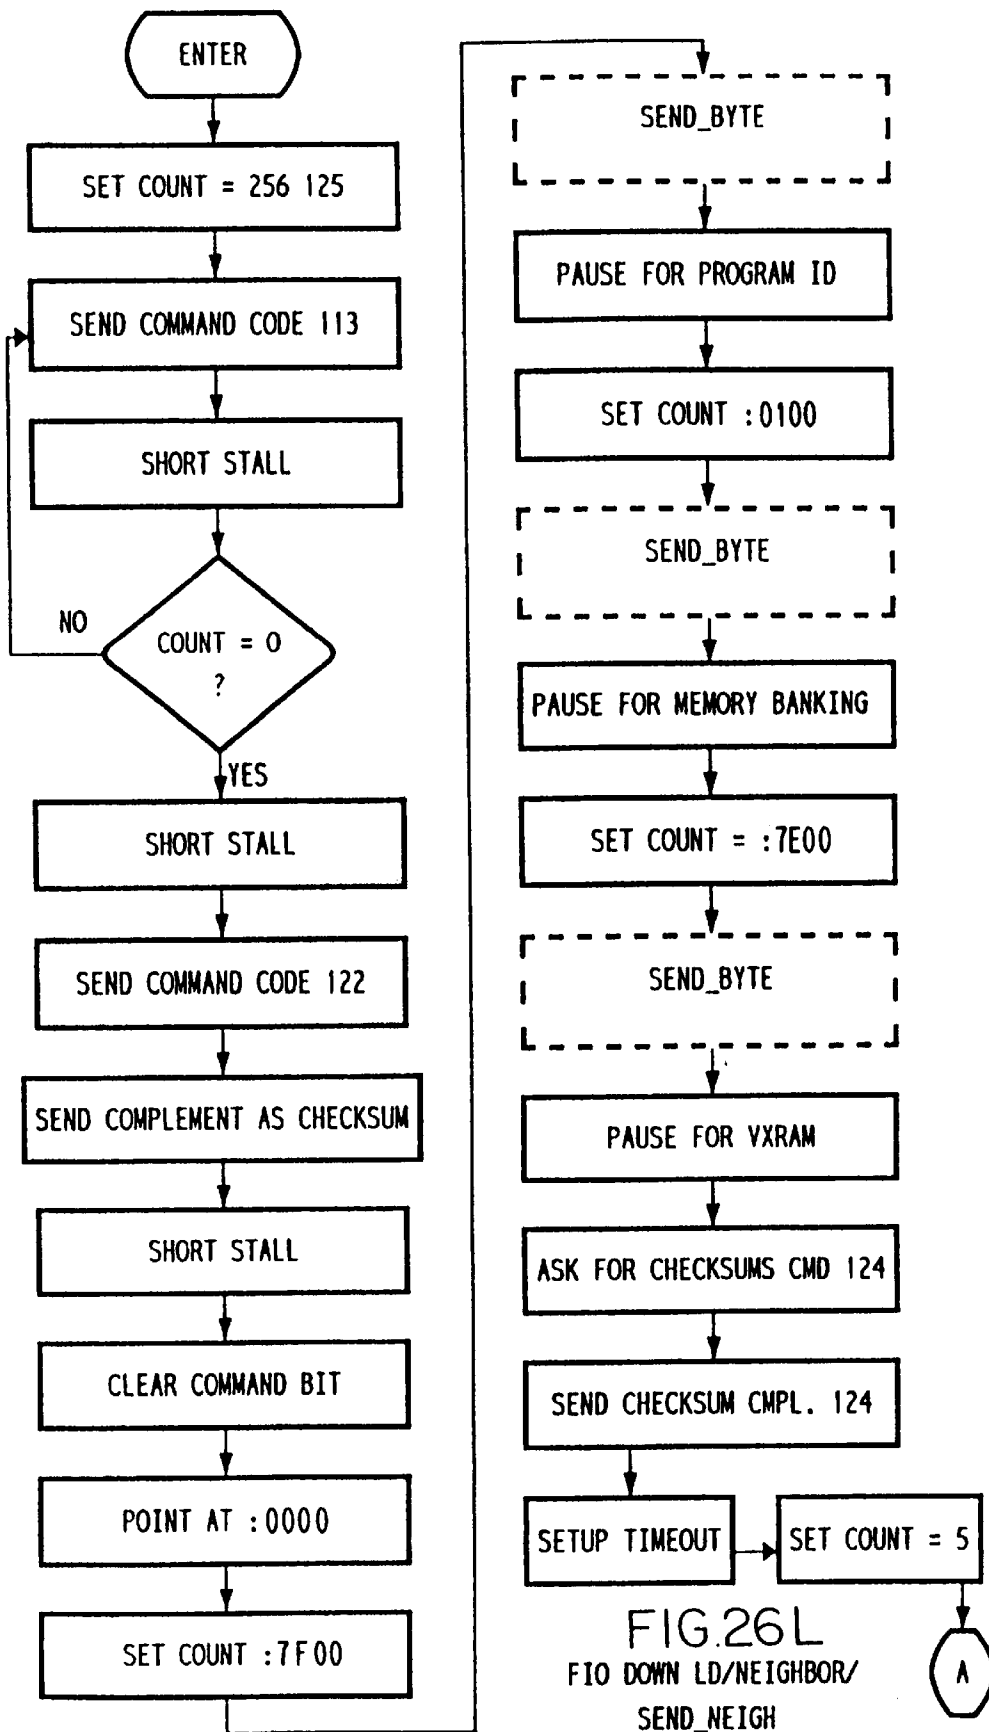 ENTER
SET COUNT = 256 125
SEND COMMAND CODE 113
SHORT STALL
NO
COUNT = 0
?
YES
SHORT STALL
SEND COMMAND CODE 122
SEND COMPLEMENT AS CHECKSUM
SHORT STALL
CLEAR COMMAND BIT
POINT AT :0000
SET COUNT :7F00
SEND_BYTE
PAUSE FOR PROGRAM ID
SET COUNT :0100
SEND_BYTE
PAUSE FOR MEMORY BANKING
SET COUNT = :7E00
SEND_BYTE
PAUSE FOR VXRAM
ASK FOR CHECKSUMS CMD 124
SEND CHECKSUM CMPL. 124
SETUP TIMEOUT
SET COUNT = 5
A
FIG.26L
FIO DOWN LD/NEIGHBOR/
SEND_NEIGH